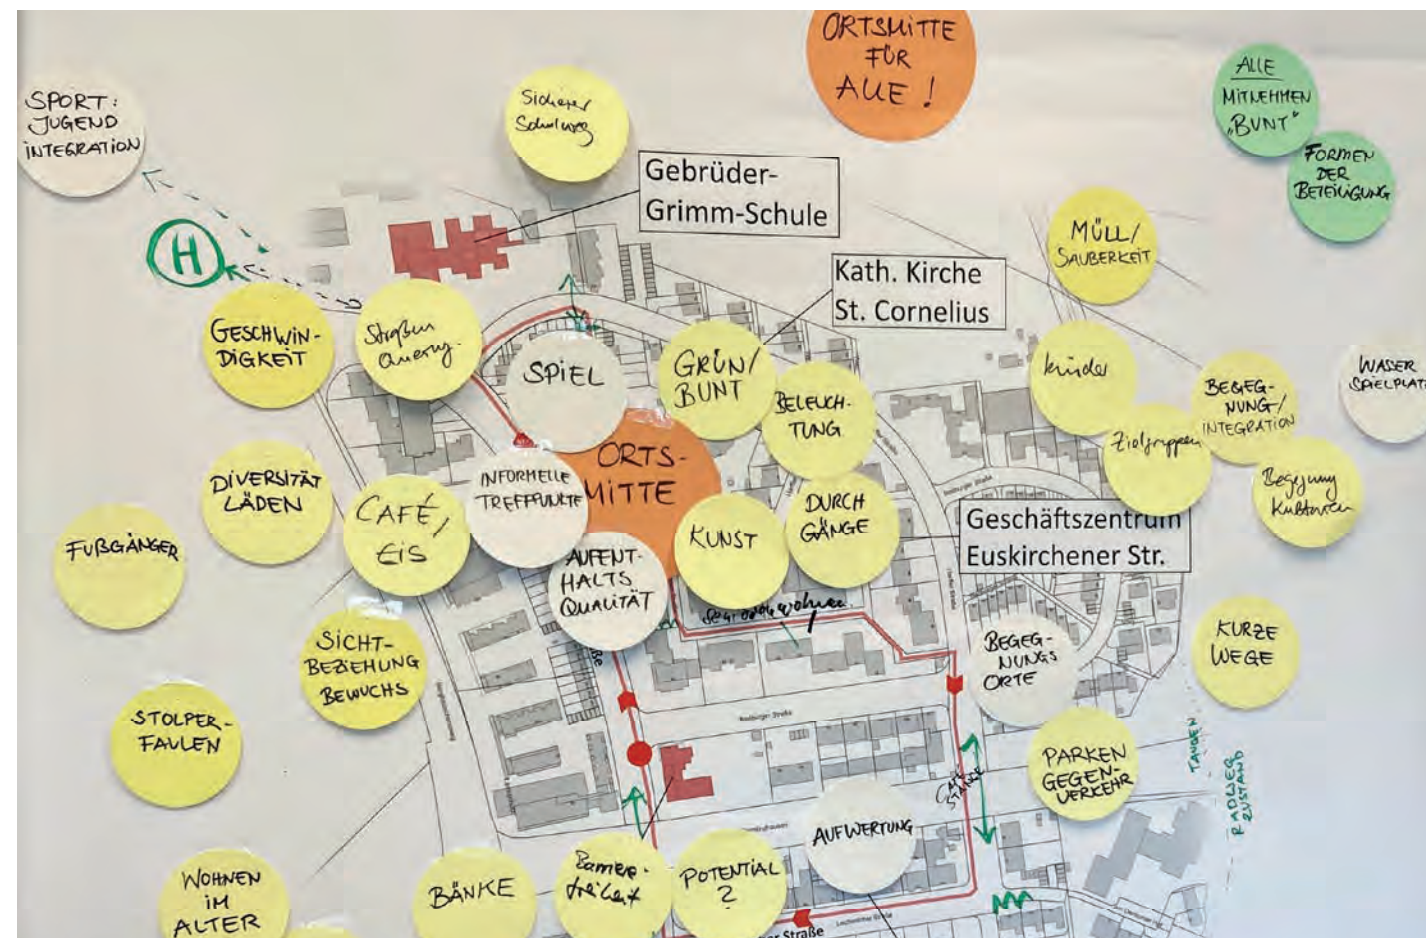 ORTSMITTE
FÜR
ALLE !
ALLE
MITNEHMEN
„BUNT"
FORMEN
DER
BETEILIGUNG
SPORT:
JUGEND
INTEGRATION
Sicherer
Schulweg
Gebrüder-
Grimm-Schule
MÜLL/
SAUBERKEIT
H
Kath. Kirche
St. Cornelius
GESCHWIN-
DIGKEIT
Straßen
querung.
SPIEL
GRÜN/
BUNT
BELEUCH-
TUNG
Kinder
BEGEG-
NUNG/
INTEGRATION
WASSER
SPIELPLATZ
Zielgruppen
Begegnung
Kulturen
DIVERSITÄT
LÄDEN
CAFÉ,
EIS
INFORMELLE
TREFFPUNKTE
ORTS-
MITTE
KUNST
DURCH
GÄNGE
Geschäftszentrum
Euskirchener Str.
FUßGÄNGER
AUFENT-
HALTS
QUALITÄT
Seniorenwohnen
SICHT-
BEZIEHUNG
BEWUCHS
BEGEG-
NUNGS
ORTE
KURZE
WEGE
STOLPER-
FALLEN
PARKEN
GEGEN-
VERKEHR
RADWEG
ZUSTAND
AUFWERTUNG
WOHNEN
IM
ALTER
BÄNKE
Barriere-
freiheit
POTENTIAL
?
Straße